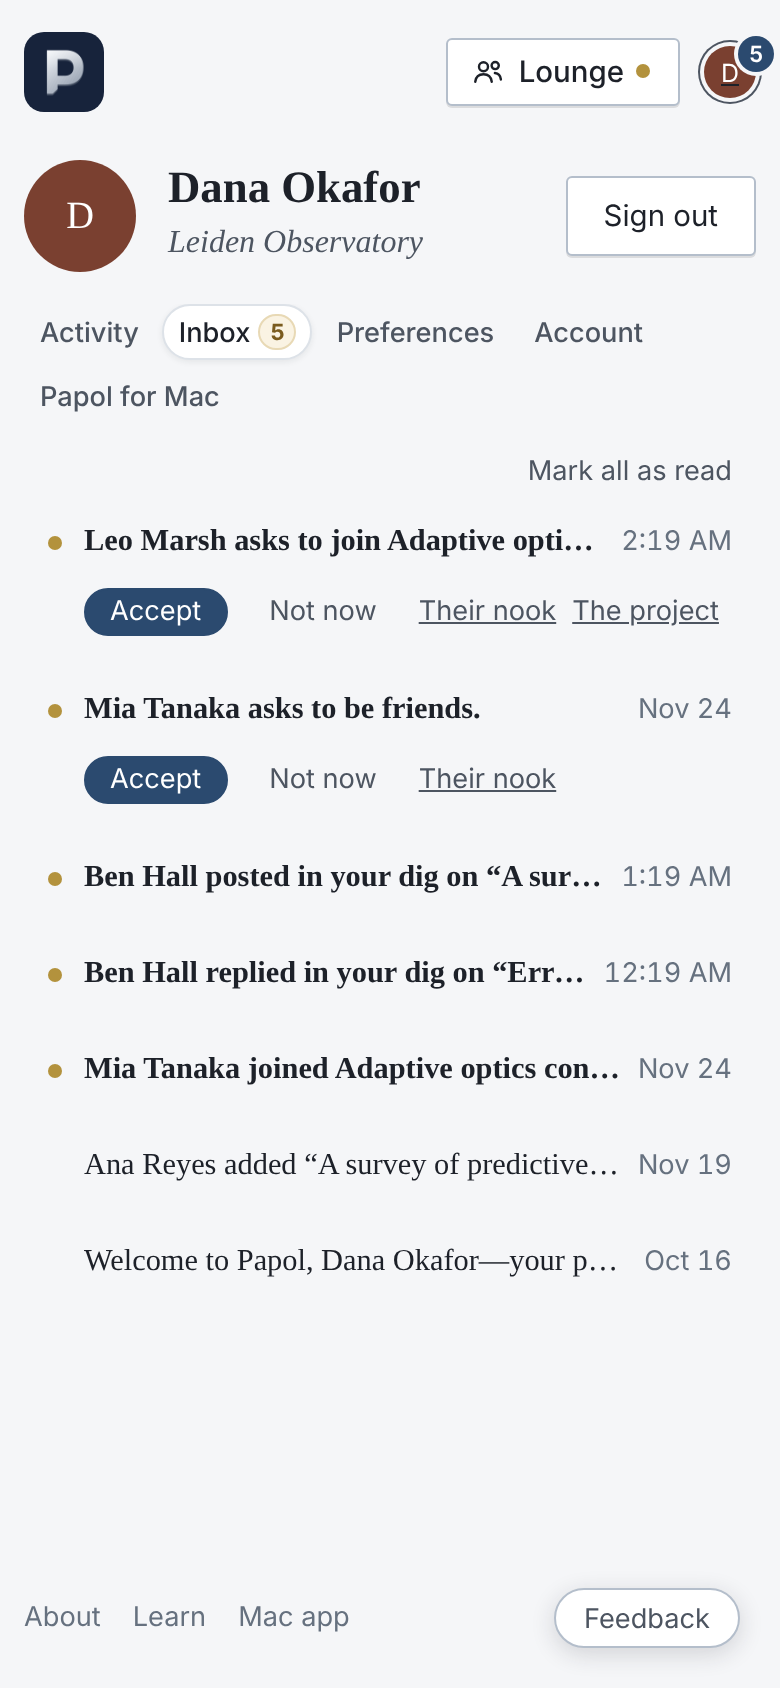 P
Lounge
D
5
D
Dana Okafor
Leiden Observatory
Sign out
Activity
Inbox 5
Preferences
Account
Papol for Mac
Mark all as read
Leo Marsh asks to join Adaptive opti… 2:19 AM
Accept Not now Their nook The project
Mia Tanaka asks to be friends. Nov 24
Accept Not now Their nook
Ben Hall posted in your dig on “A sur… 1:19 AM
Ben Hall replied in your dig on “Err… 12:19 AM
Mia Tanaka joined Adaptive optics con… Nov 24
Ana Reyes added “A survey of predictive… Nov 19
Welcome to Papol, Dana Okafor—your p… Oct 16
About Learn Mac app Feedback